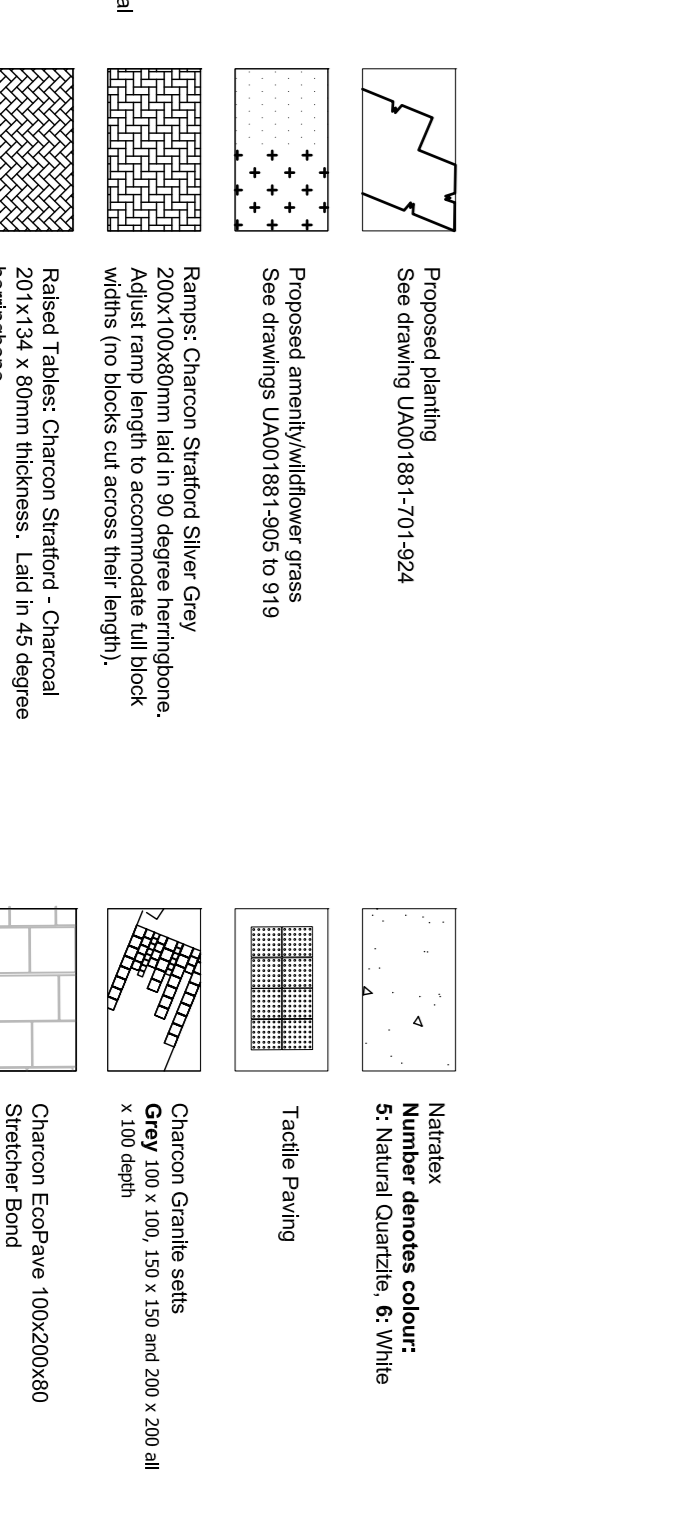 Proposed planting
See drawing UA001881-701-924
Proposed amenity/wildflower grass
See drawings UA001881-905 to 919
Ramps: Charcon Stratford Silver Grey
200x100x80mm laid in 90 degree herringbone.
Adjust ramp length to accommodate full block
widths (no blocks cut across their length).
Raised Tables: Charcon Stratford - Charcoal
201x134 x 80mm thickness. Laid in 45 degree
herringbone
al
Natratex
Number denotes colour:
5: Natural Quartzite, 6: White
Tactile Paving
Charcon Granite setts
Grey 100 x 100, 150 x 150 and 200 x 200 all
x 100 depth
Charcon EcoPave 100x200x80
Stretcher Bond